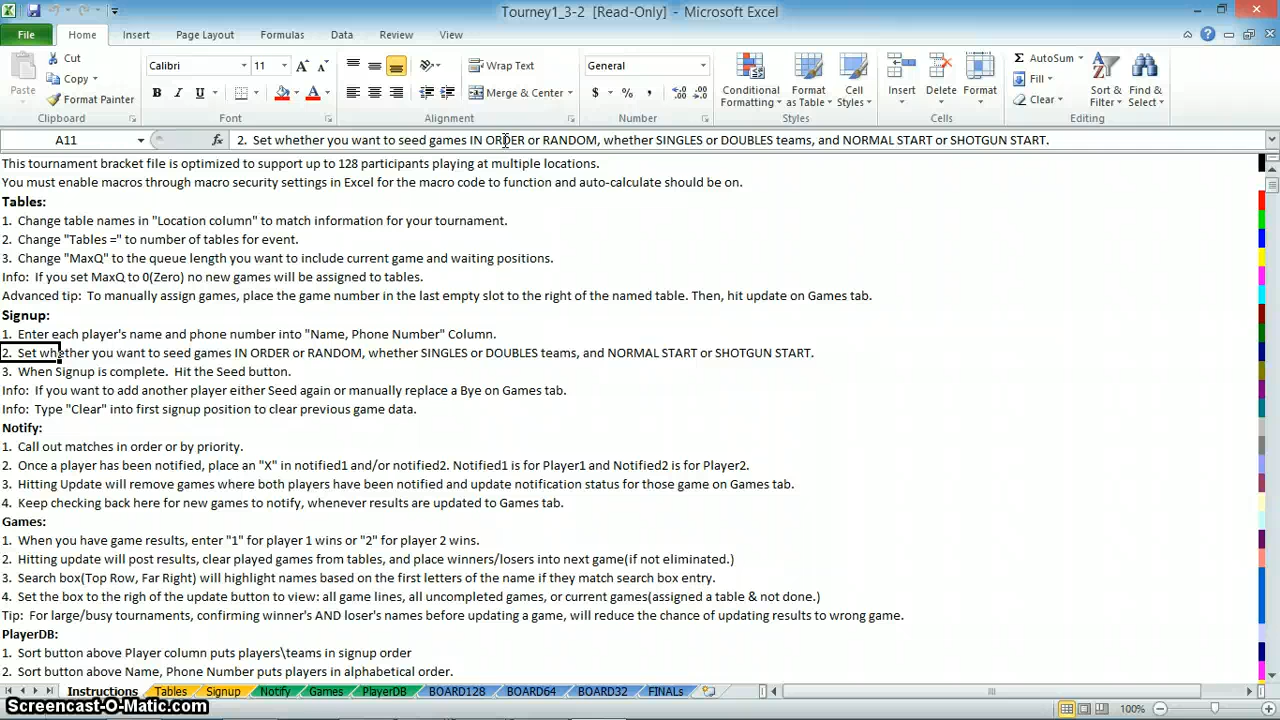 Tourney1_3-2 [Read-Only] - Microsoft Excel
File Home Insert Page Layout Formulas Data Review View
Paste
Cut
Copy
Format Painter
Clipboard
Calibri 11
B I U
Font
Wrap Text
Merge & Center
Alignment
General
$ % ,
Number
Conditional Formatting
Format as Table
Cell Styles
Styles
Insert
Delete
Format
Cells
Σ AutoSum
Fill
Clear
Sort & Filter
Find & Select
Editing
A11 fx 2. Set whether you want to seed games IN ORDER or RANDOM, whether SINGLES or DOUBLES teams, and NORMAL START or SHOTGUN START.
This tournament bracket file is optimized to support up to 128 participants playing at multiple locations.
You must enable macros through macro security settings in Excel for the macro code to function and auto-calculate should be on.
Tables:
1. Change table names in "Location column" to match information for your tournament.
2. Change "Tables =" to number of tables for event.
3. Change "MaxQ" to the queue length you want to include current game and waiting positions.
Info: If you set MaxQ to 0(Zero) no new games will be assigned to tables.
Advanced tip: To manually assign games, place the game number in the last empty slot to the right of the named table. Then, hit update on Games tab.
Signup:
1. Enter each player's name and phone number into "Name, Phone Number" Column.
2. Set whether you want to seed games IN ORDER or RANDOM, whether SINGLES or DOUBLES teams, and NORMAL START or SHOTGUN START.
3. When Signup is complete. Hit the Seed button.
Info: If you want to add another player either Seed again or manually replace a Bye on Games tab.
Info: Type "Clear" into first signup position to clear previous game data.
Notify:
1. Call out matches in order or by priority.
2. Once a player has been notified, place an "X" in notified1 and/or notified2. Notified1 is for Player1 and Notified2 is for Player2.
3. Hitting Update will remove games where both players have been notified and update notification status for those game on Games tab.
4. Keep checking back here for new games to notify, whenever results are updated to Games tab.
Games:
1. When you have game results, enter "1" for player 1 wins or "2" for player 2 wins.
2. Hitting update will post results, clear played games from tables, and place winners/losers into next game(if not eliminated.)
3. Search box(Top Row, Far Right) will highlight names based on the first letters of the name if they match search box entry.
4. Set the box to the righ of the update button to view: all game lines, all uncompleted games, or current games(assigned a table & not done.)
Tip: For large/busy tournaments, confirming winner's AND loser's names before updating a game, will reduce the chance of updating results to wrong game.
PlayerDB:
1. Sort button above Player column puts players\teams in signup order
2. Sort button above Name, Phone Number puts players in alphabetical order.
Instructions Tables Signup Notify Games PlayerDB BOARD128 BOARD64 BOARD32 FINALs
Screencast-O-Matic.com 100%